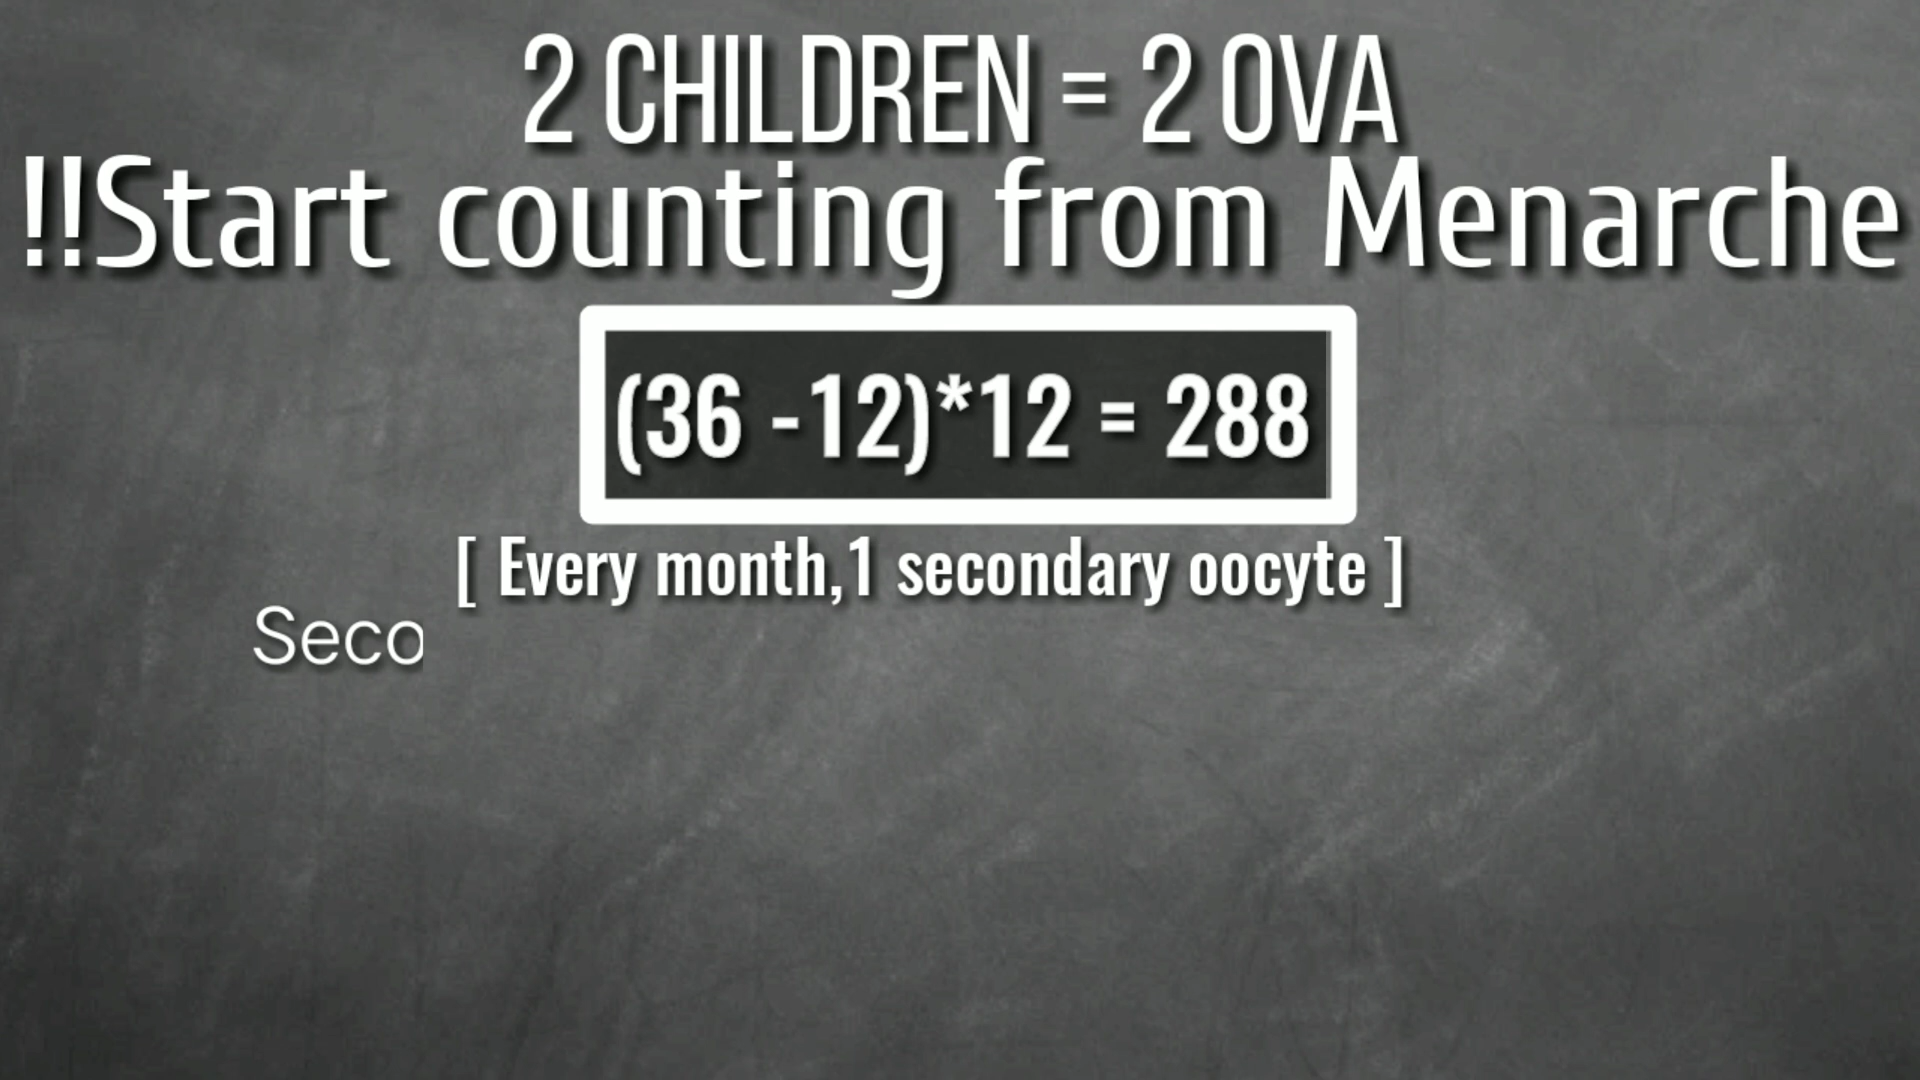 2 CHILDREN = 2 OVA
!!Start counting from Menarche
(36 -12)*12 = 288
[ Every month,1 secondary oocyte ]
Seco